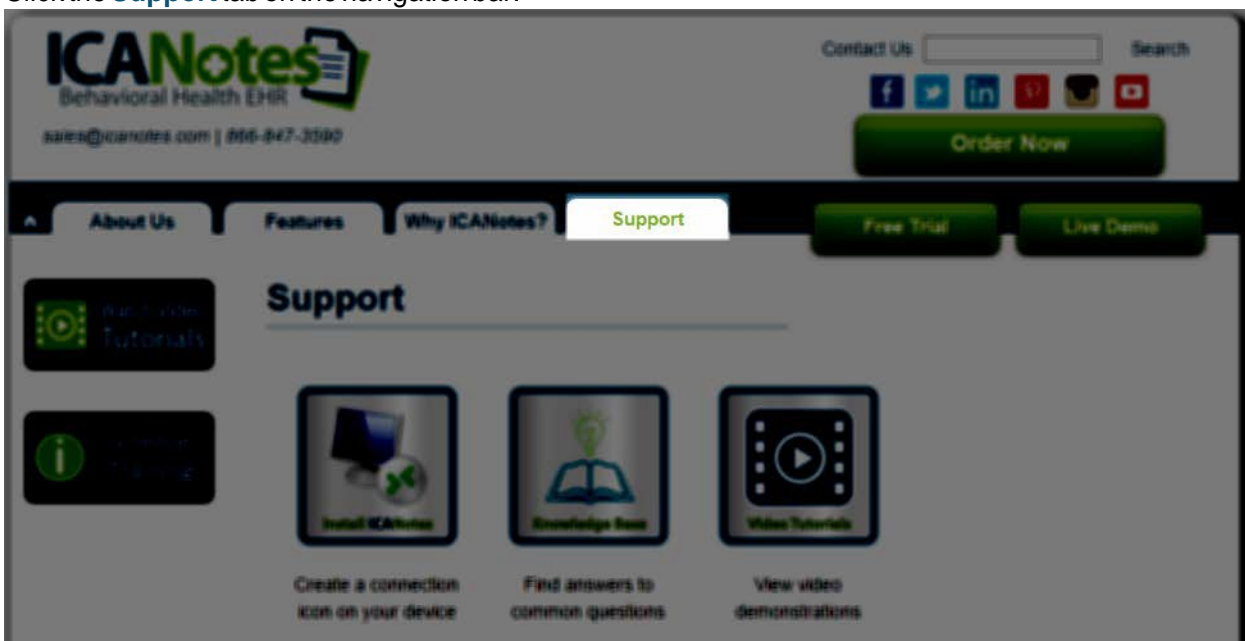 Click the Support tab on the navigation bar.
ICANotes
Behavioral Health EHR
sales@icanotes.com | 866-847-3590
Contact Us Search
Order Now
About Us Features Why ICANotes? Support Free Trial Live Demo
Support
Tutorials
Install ICANotes Knowledge Base Video Tutorials
Create a connection Find answers to View video
icon on your device common questions demonstrations